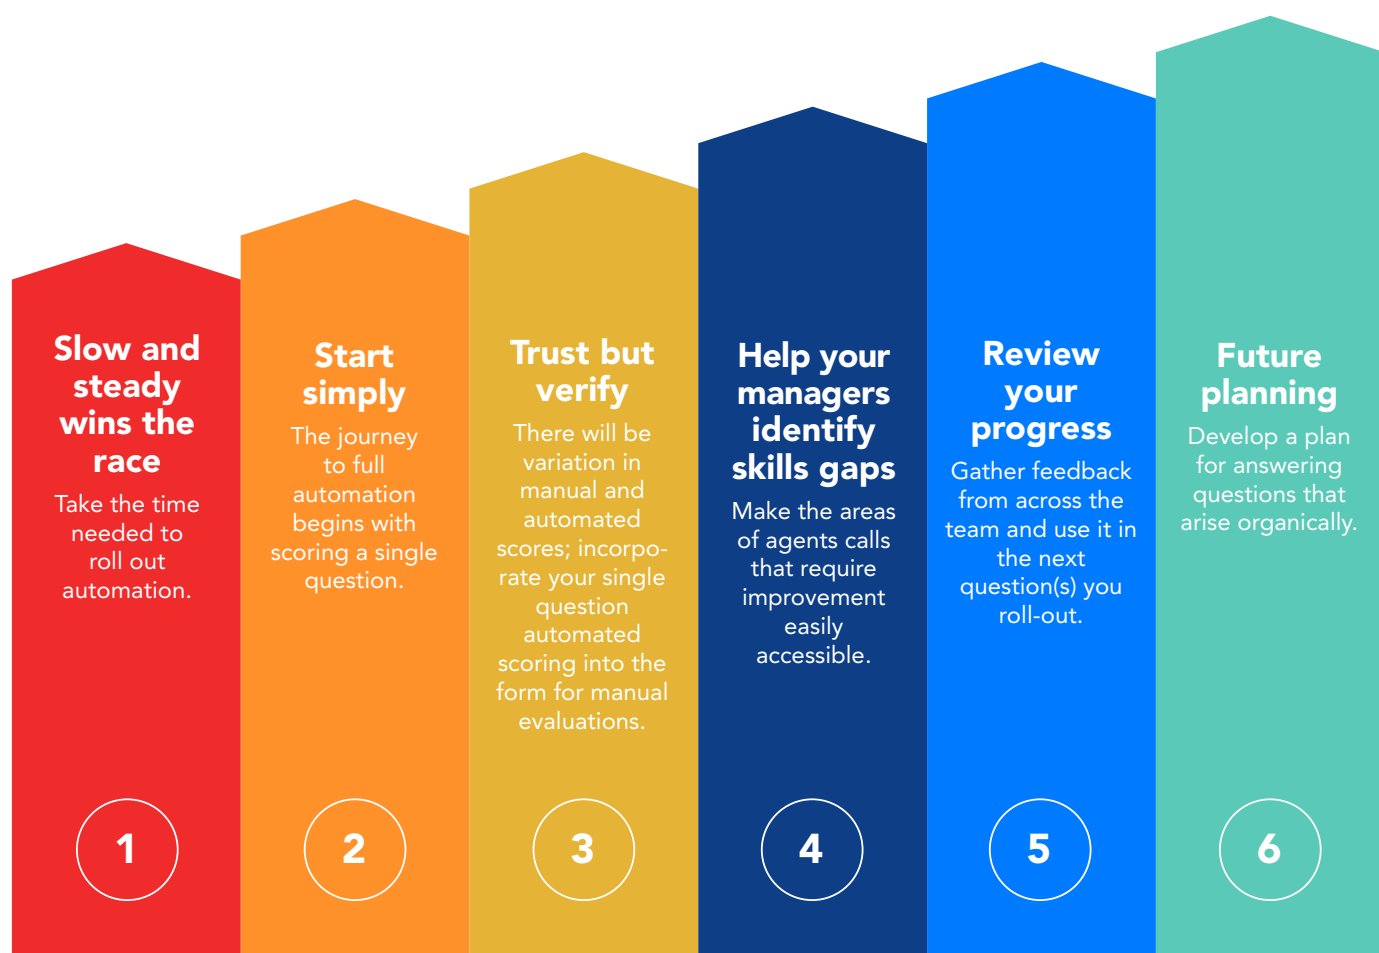 Slow and
steady
wins the
race
Take the time
needed to
roll out
automation.
1
Start
simply
The journey
to full
automation
begins with
scoring a single
question.
2
Trust but
verify
There will be
variation in
manual and
automated
scores; incorpo-
rate your single
question
automated
scoring into the
form for manual
evaluations.
3
Help your
managers
identify
skills gaps
Make the areas
of agents calls
that require
improvement
easily
accessible.
4
Review
your
progress
Gather feedback
from across the
team and use it in
the next
question(s) you
roll-out.
5
Future
planning
Develop a plan
for answering
questions that
arise organically.
6